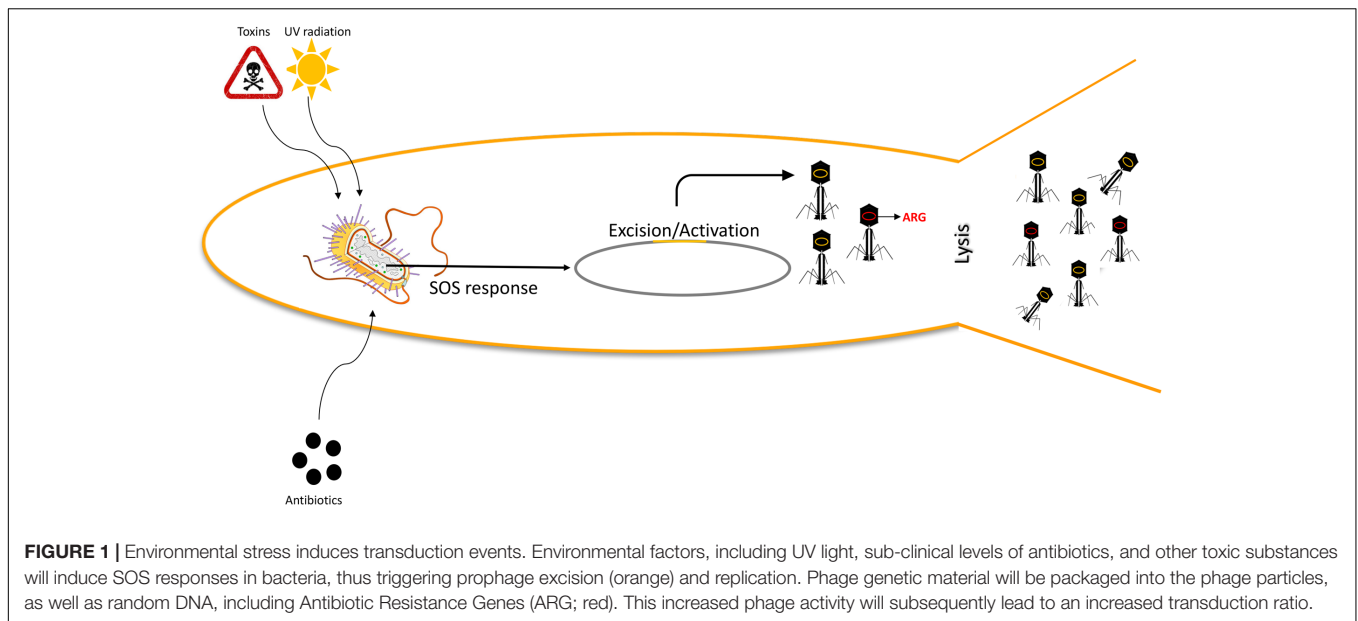 Toxins UV radiation
Excision/Activation
ARG
SOS response
Lysis
Antibiotics
FIGURE 1 | Environmental stress induces transduction events. Environmental factors, including UV light, sub-clinical levels of antibiotics, and other toxic substances
will induce SOS responses in bacteria, thus triggering prophage excision (orange) and replication. Phage genetic material will be packaged into the phage particles,
as well as random DNA, including Antibiotic Resistance Genes (ARG; red). This increased phage activity will subsequently lead to an increased transduction ratio.